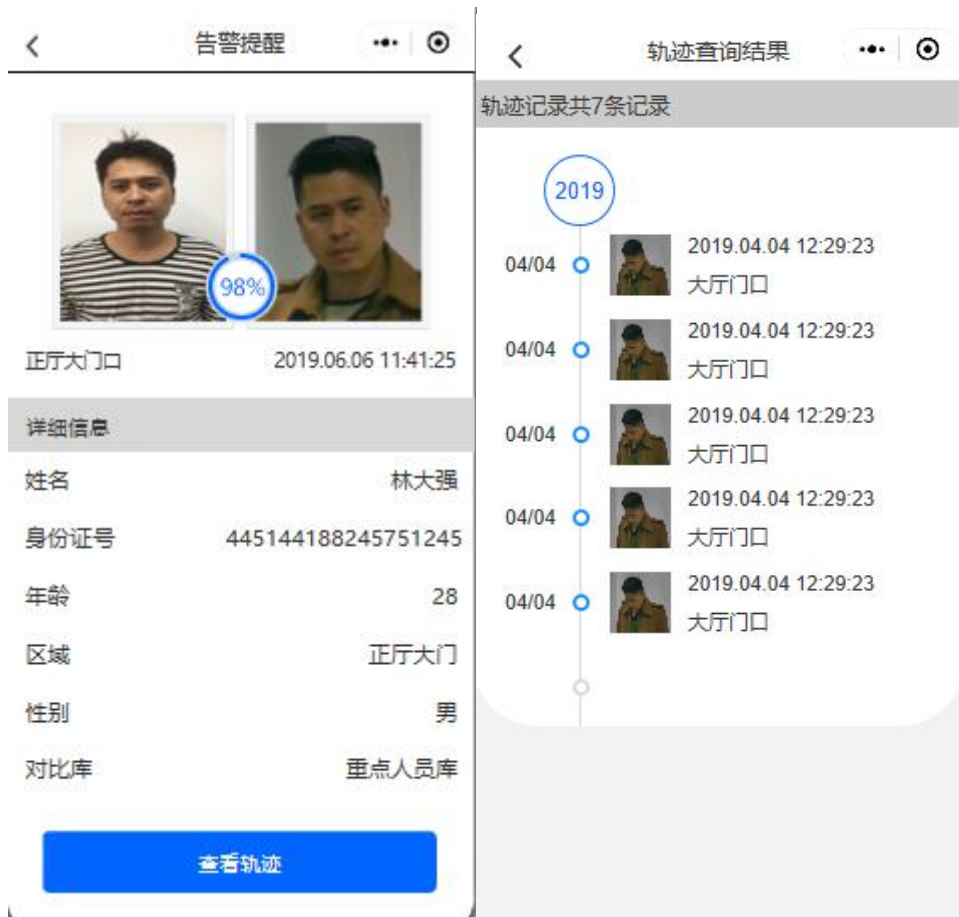 告警提醒
98%
正厅大门口
2019.06.06 11:41:25
详细信息
姓名 林大强
身份证号 445144188245751245
年龄 28
区域 正厅大门
性别 男
对比库 重点人员库
查看轨迹
轨迹查询结果
轨迹记录共7条记录
2019
04/04 2019.04.04 12:29:23
大厅门口
04/04 2019.04.04 12:29:23
大厅门口
04/04 2019.04.04 12:29:23
大厅门口
04/04 2019.04.04 12:29:23
大厅门口
04/04 2019.04.04 12:29:23
大厅门口